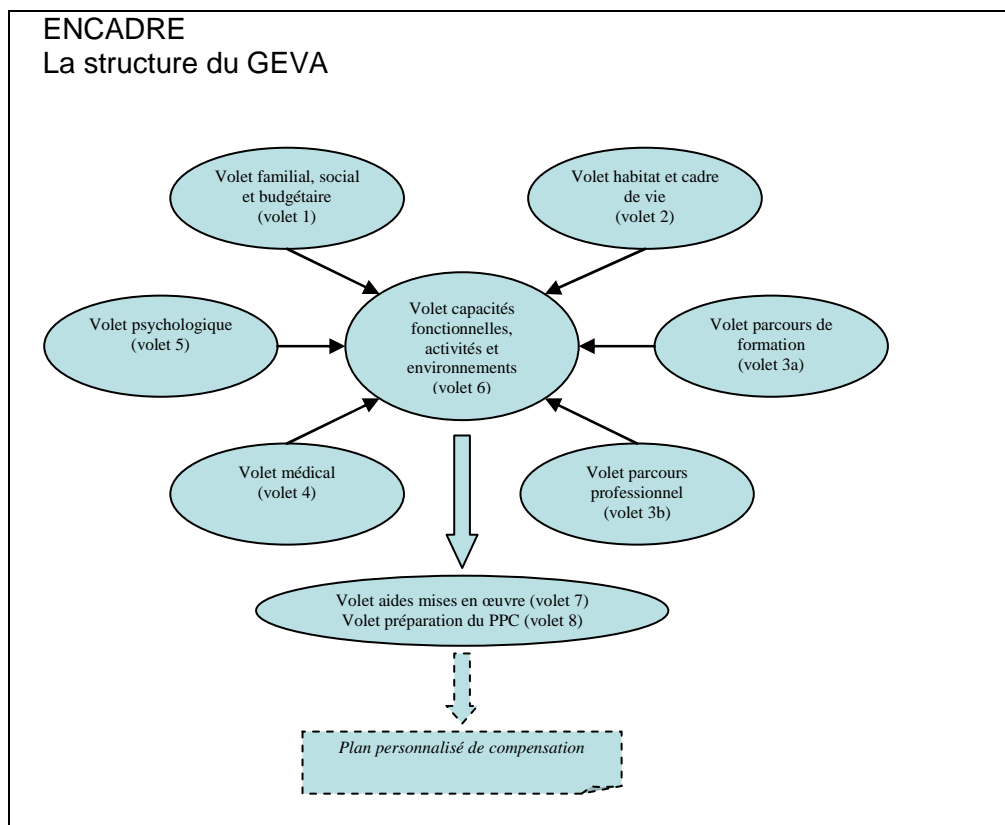 ENCADRE
La structure du GEVA
Volet familial, social
et budgétaire
(volet 1)
Volet habitat et cadre
de vie
(volet 2)
Volet psychologique
(volet 5)
Volet capacités
fonctionnelles,
activités et
environnements
(volet 6)
Volet parcours de
formation
(volet 3a)
Volet médical
(volet 4)
Volet parcours
professionnel
(volet 3b)
Volet aides mises en œuvre (volet 7)
Volet préparation du PPC (volet 8)
Plan personnalisé de compensation